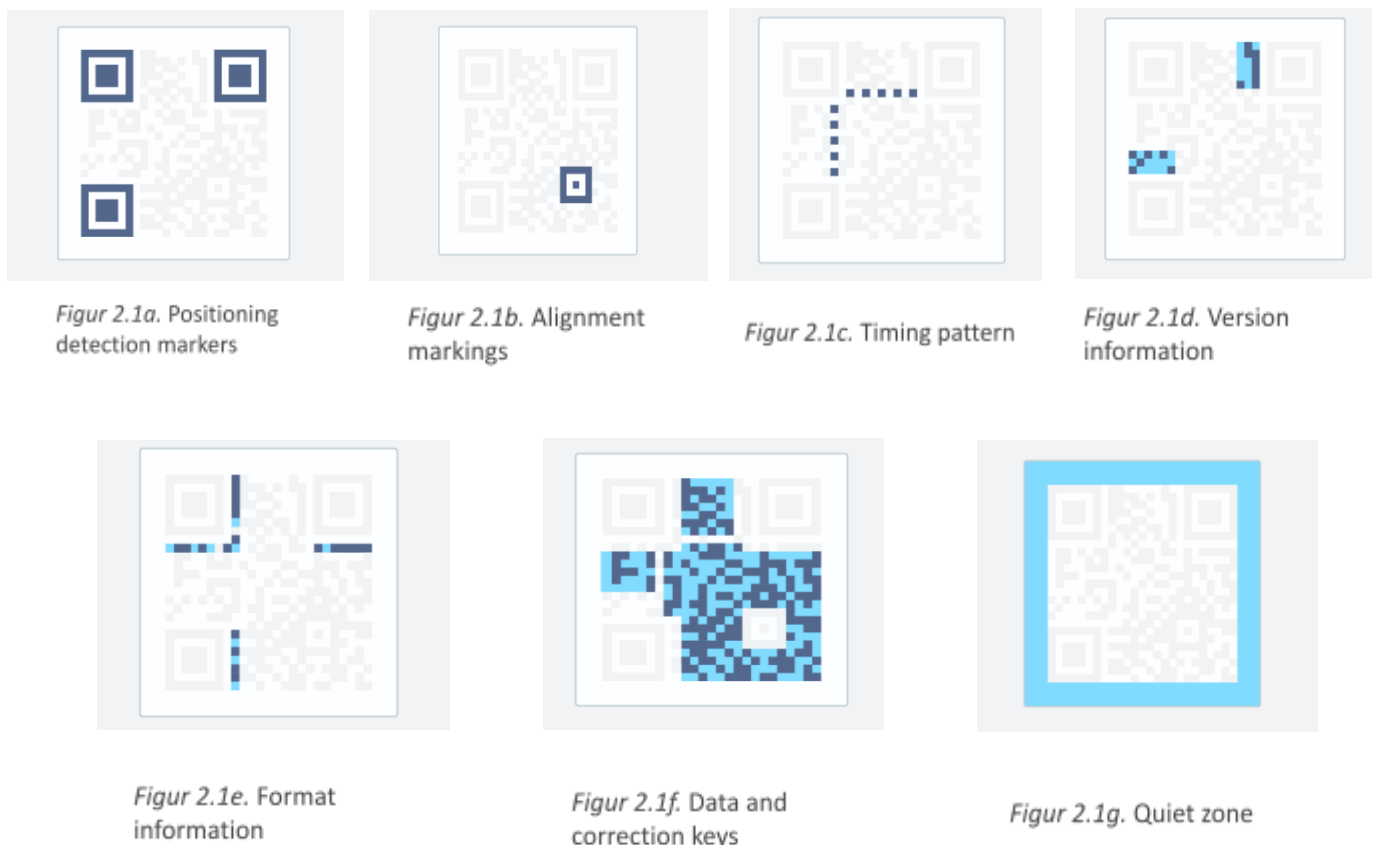 Figur 2.1a. Positioning
detection markers
Figur 2.1b. Alignment
markings
Figur 2.1c. Timing pattern
Figur 2.1d. Version
information
Figur 2.1e. Format
information
Figur 2.1f. Data and
correction keys
Figur 2.1g. Quiet zone